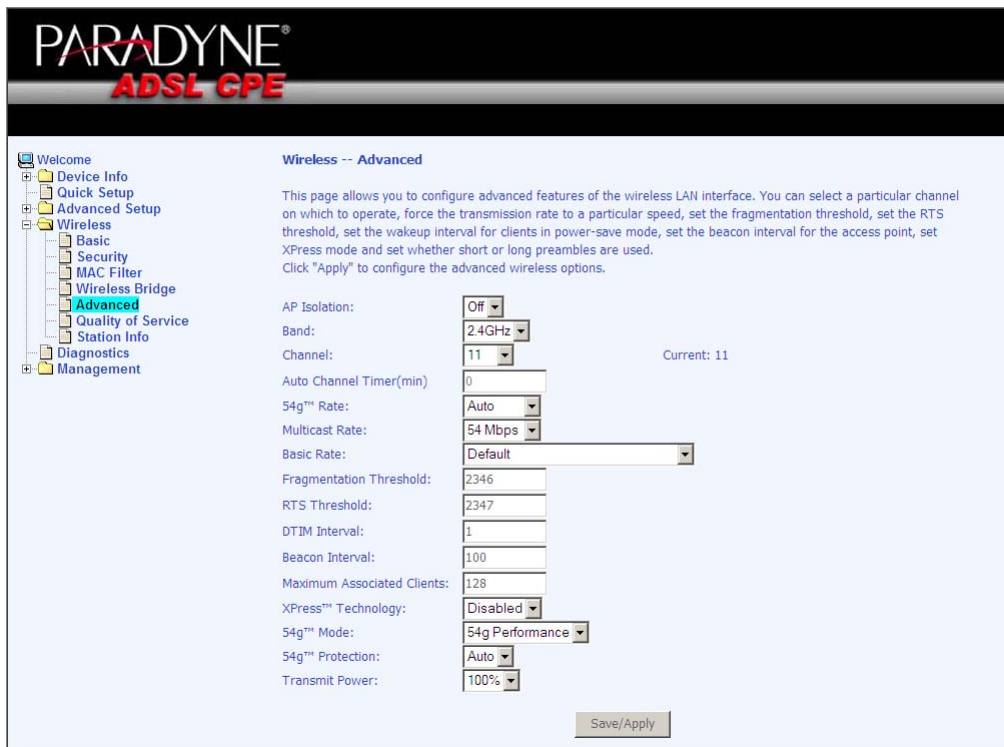 PARADYNE®
ADSL CPE
Welcome
Device Info
Quick Setup
Advanced Setup
Wireless
Basic
Security
MAC Filter
Wireless Bridge
Advanced
Quality of Service
Station Info
Diagnostics
Management
Wireless -- Advanced
This page allows you to configure advanced features of the wireless LAN interface. You can select a particular channel
on which to operate, force the transmission rate to a particular speed, set the fragmentation threshold, set the RTS
threshold, set the wakeup interval for clients in power-save mode, set the beacon interval for the access point, set
XPress mode and set whether short or long preambles are used.
Click "Apply" to configure the advanced wireless options.
AP Isolation: Off
Band: 2.4GHz
Channel: 11 Current: 11
Auto Channel Timer(min) 0
54g™ Rate: Auto
Multicast Rate: 54 Mbps
Basic Rate: Default
Fragmentation Threshold: 2346
RTS Threshold: 2347
DTIM Interval: 1
Beacon Interval: 100
Maximum Associated Clients: 128
XPress™ Technology: Disabled
54g™ Mode: 54g Performance
54g™ Protection: Auto
Transmit Power: 100%
Save/Apply